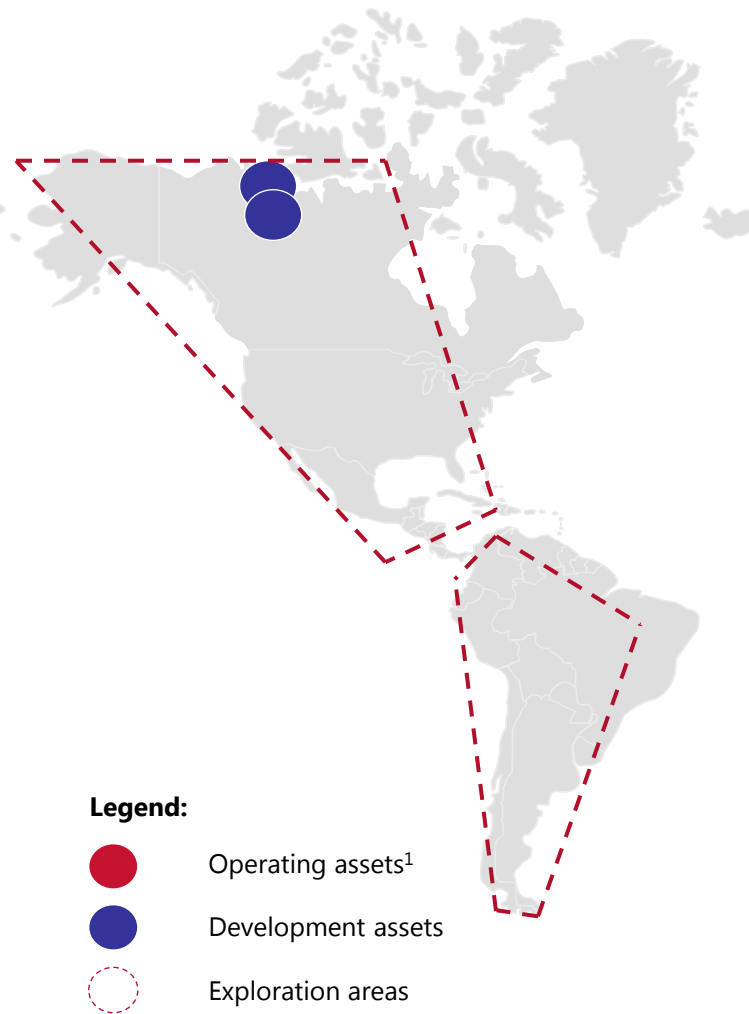 Legend:
Operating assets¹
Development assets
Exploration areas